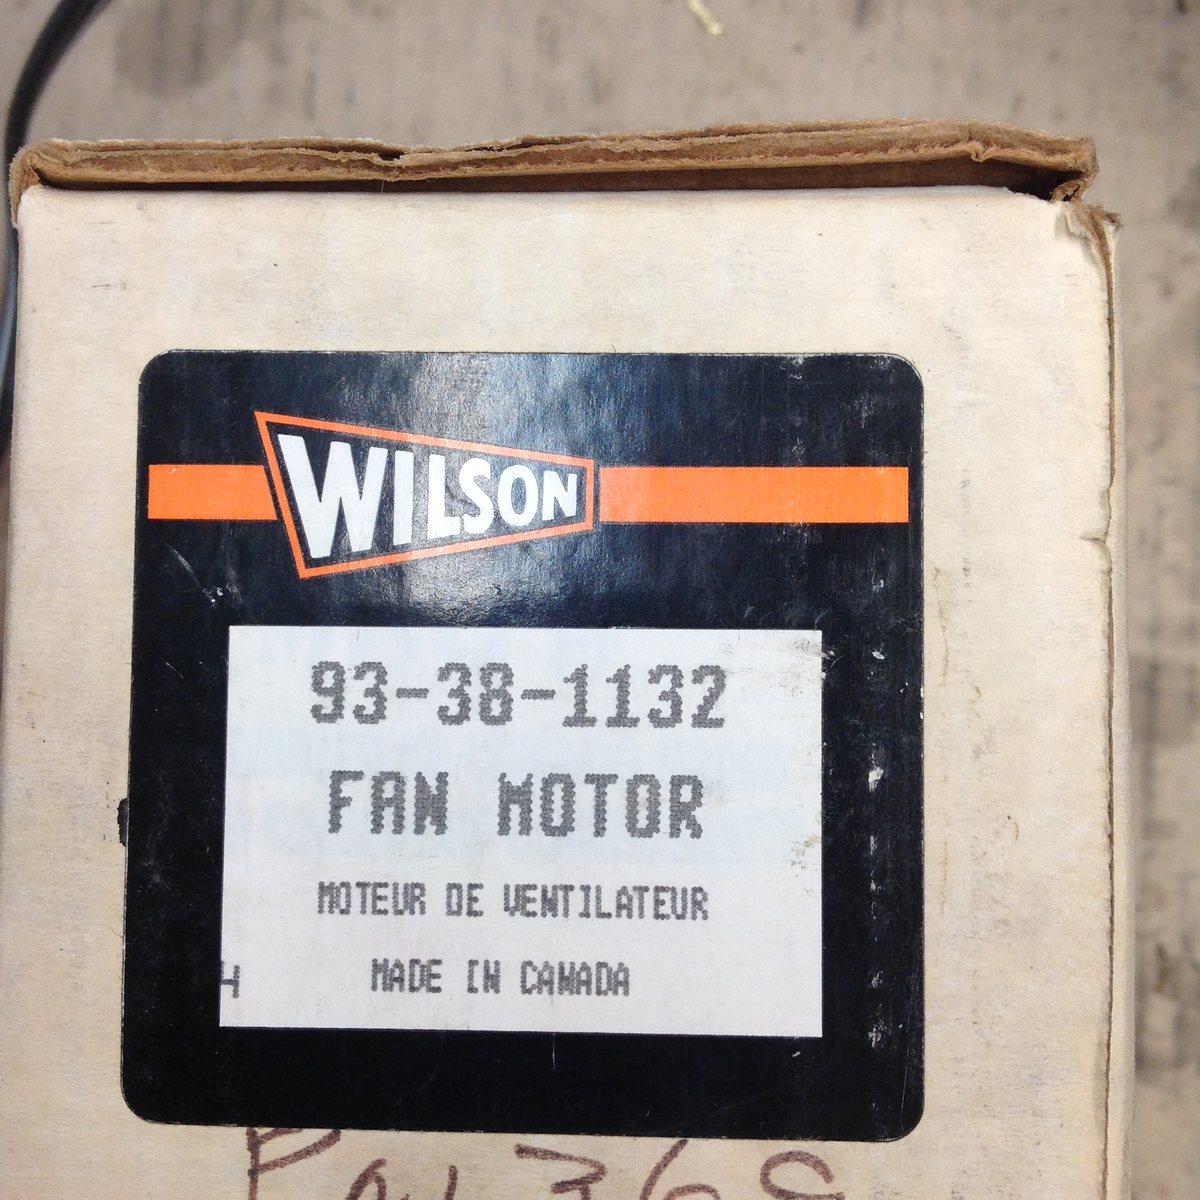 WILSON
93-38-1132
FAN MOTOR
MOTEUR DE VENTILATEUR
H MADE IN CANADA